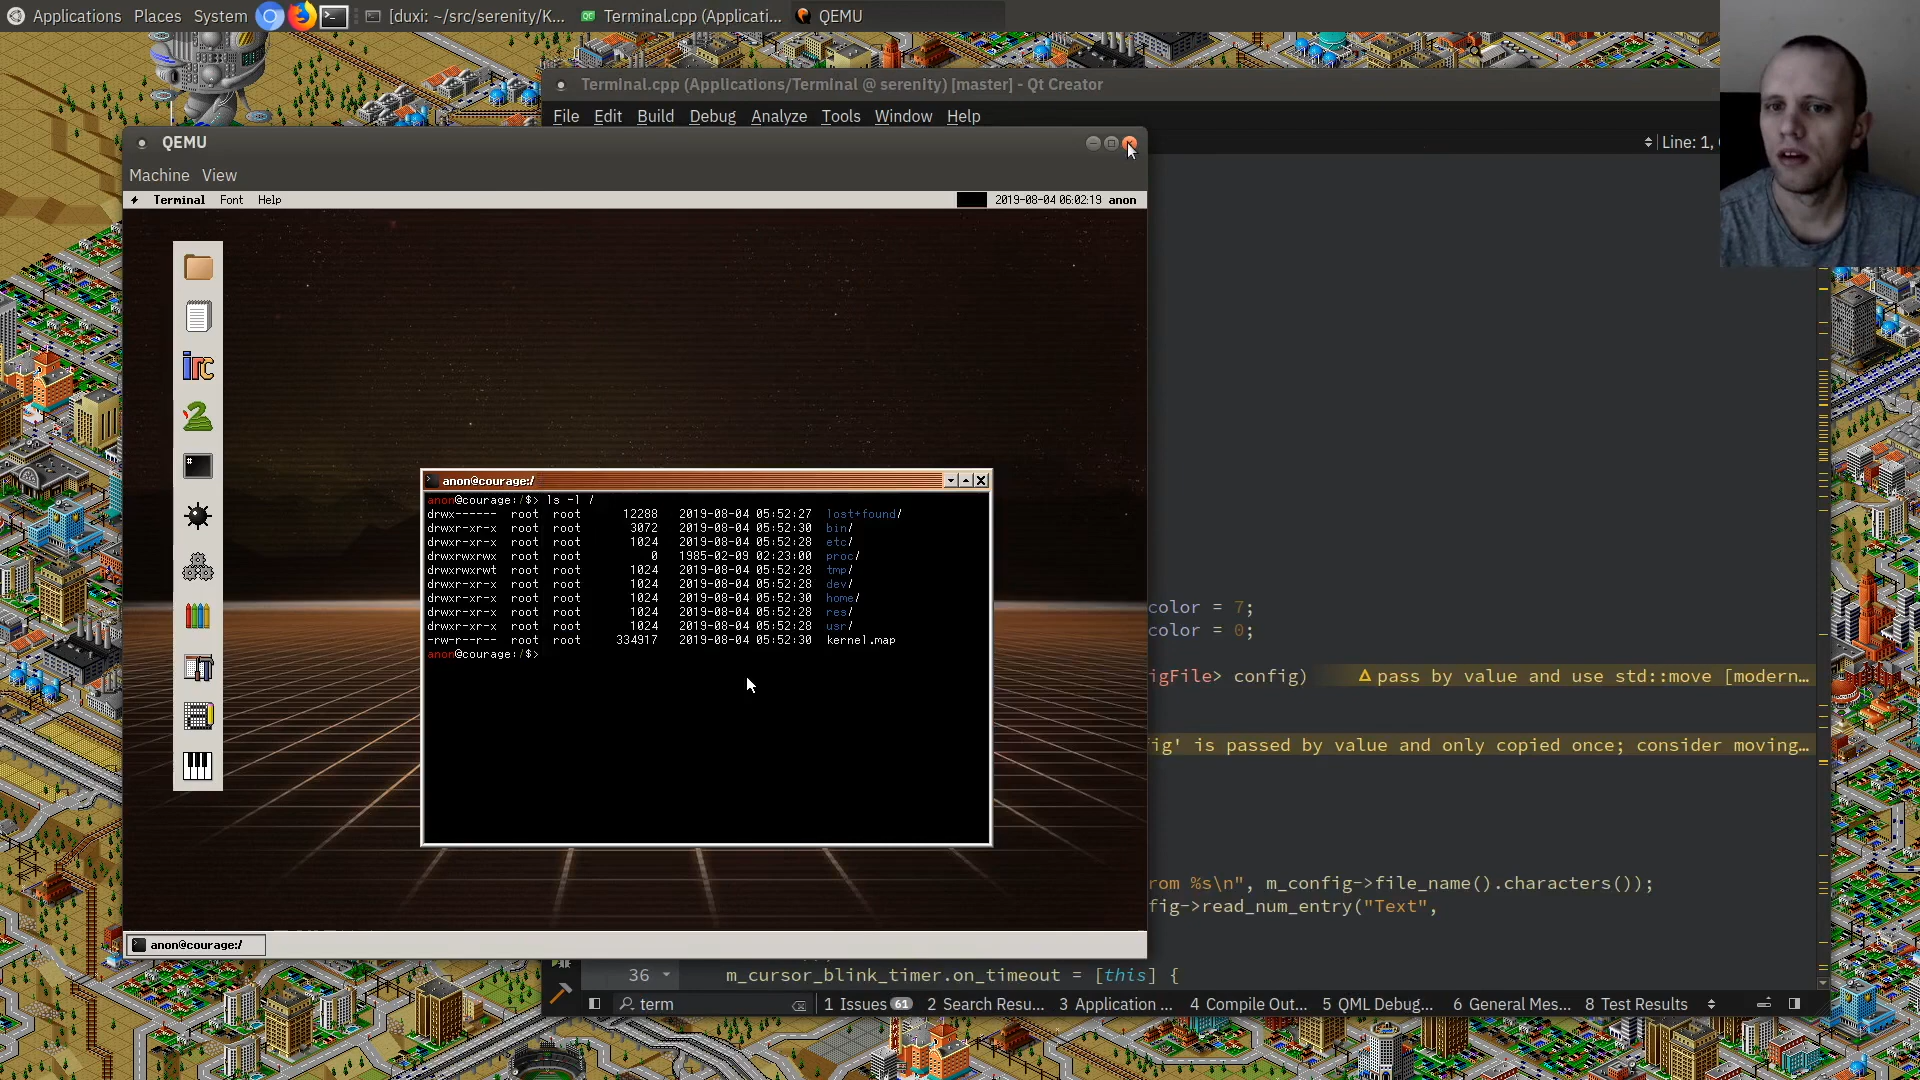 Applications Places System [duxi: ~/src/serenity/K... Terminal.cpp (Applicati... QEMU
Terminal.cpp (Applications/Terminal @ serenity) [master] - Qt Creator
File Edit Build Debug Analyze Tools Window Help
Line: 1,
QEMU
Machine View
Terminal Font Help 2019-08-04 06:02:19 anon
irc
anon@courage:/
anon@courage:/$> ls -l /
drwx------ root root 12288 2019-08-04 05:52:27 lost+found/
drwxr-xr-x root root 3072 2019-08-04 05:52:30 bin/
drwxr-xr-x root root 1024 2019-08-04 05:52:28 etc/
drwxrwxrwx root root 0 1985-02-09 02:23:00 proc/
drwxrwxrwt root root 1024 2019-08-04 05:52:28 tmp/
drwxr-xr-x root root 1024 2019-08-04 05:52:28 dev/
drwxr-xr-x root root 1024 2019-08-04 05:52:30 home/
drwxr-xr-x root root 1024 2019-08-04 05:52:28 res/
drwxr-xr-x root root 1024 2019-08-04 05:52:28 usr/
-rw-r--r-- root root 334917 2019-08-04 05:52:30 kernel.map
anon@courage:/$>
color = 7;
color = 0;
igFile> config) pass by value and use std::move [modern...
ig' is passed by value and only copied once; consider moving...
rom %s\n", m_config->file_name().characters());
fig->read_num_entry("Text",
anon@courage:/
36 m_cursor_blink_timer.on_timeout = [this] {
term 1 Issues 61 2 Search Resu... 3 Application ... 4 Compile Out... 5 QML Debug... 6 General Mes... 8 Test Results